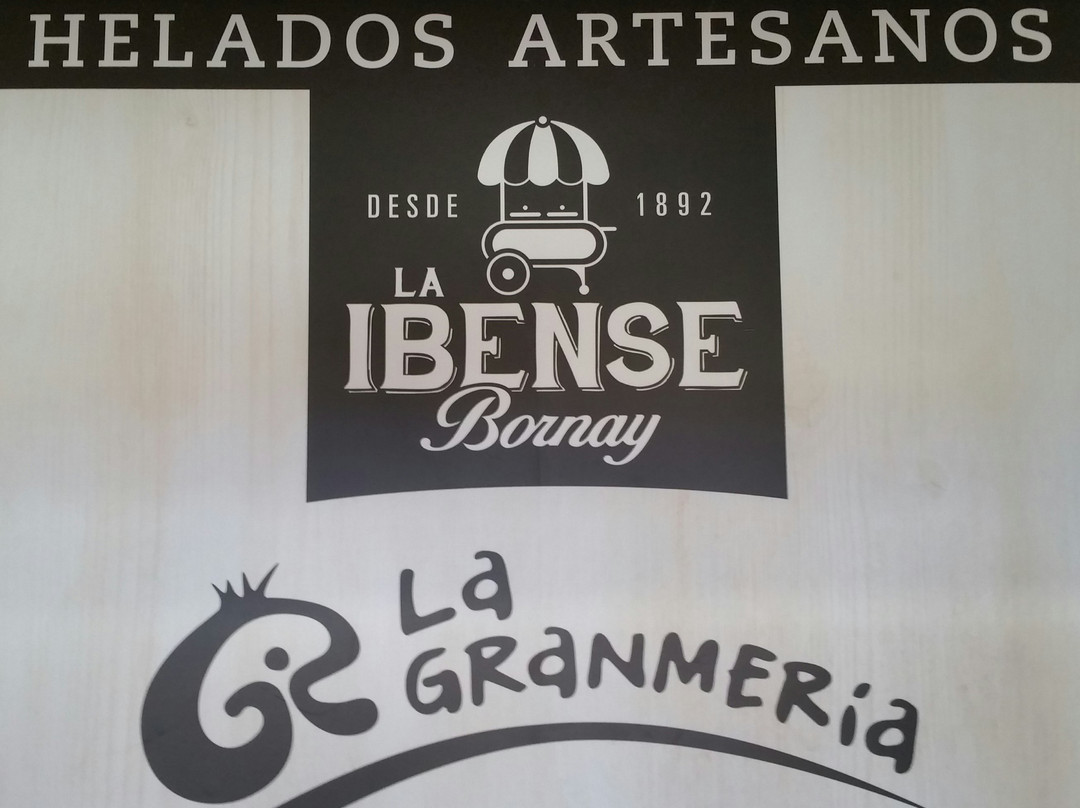 HELADOS ARTESANOS
DESDE 1892
LA
IBENSE
Bornay
La
GRanMERía